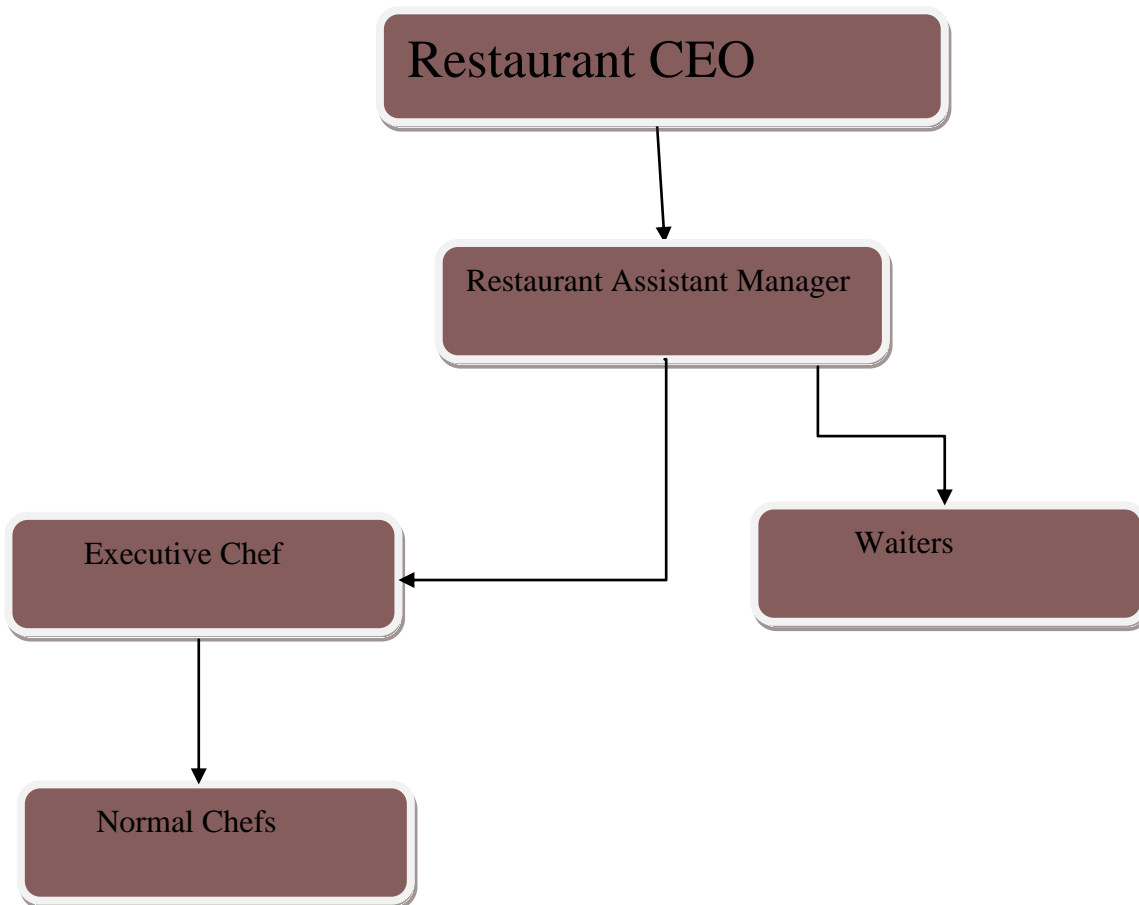 Restaurant CEO
Restaurant Assistant Manager
Executive Chef
Waiters
Normal Chefs